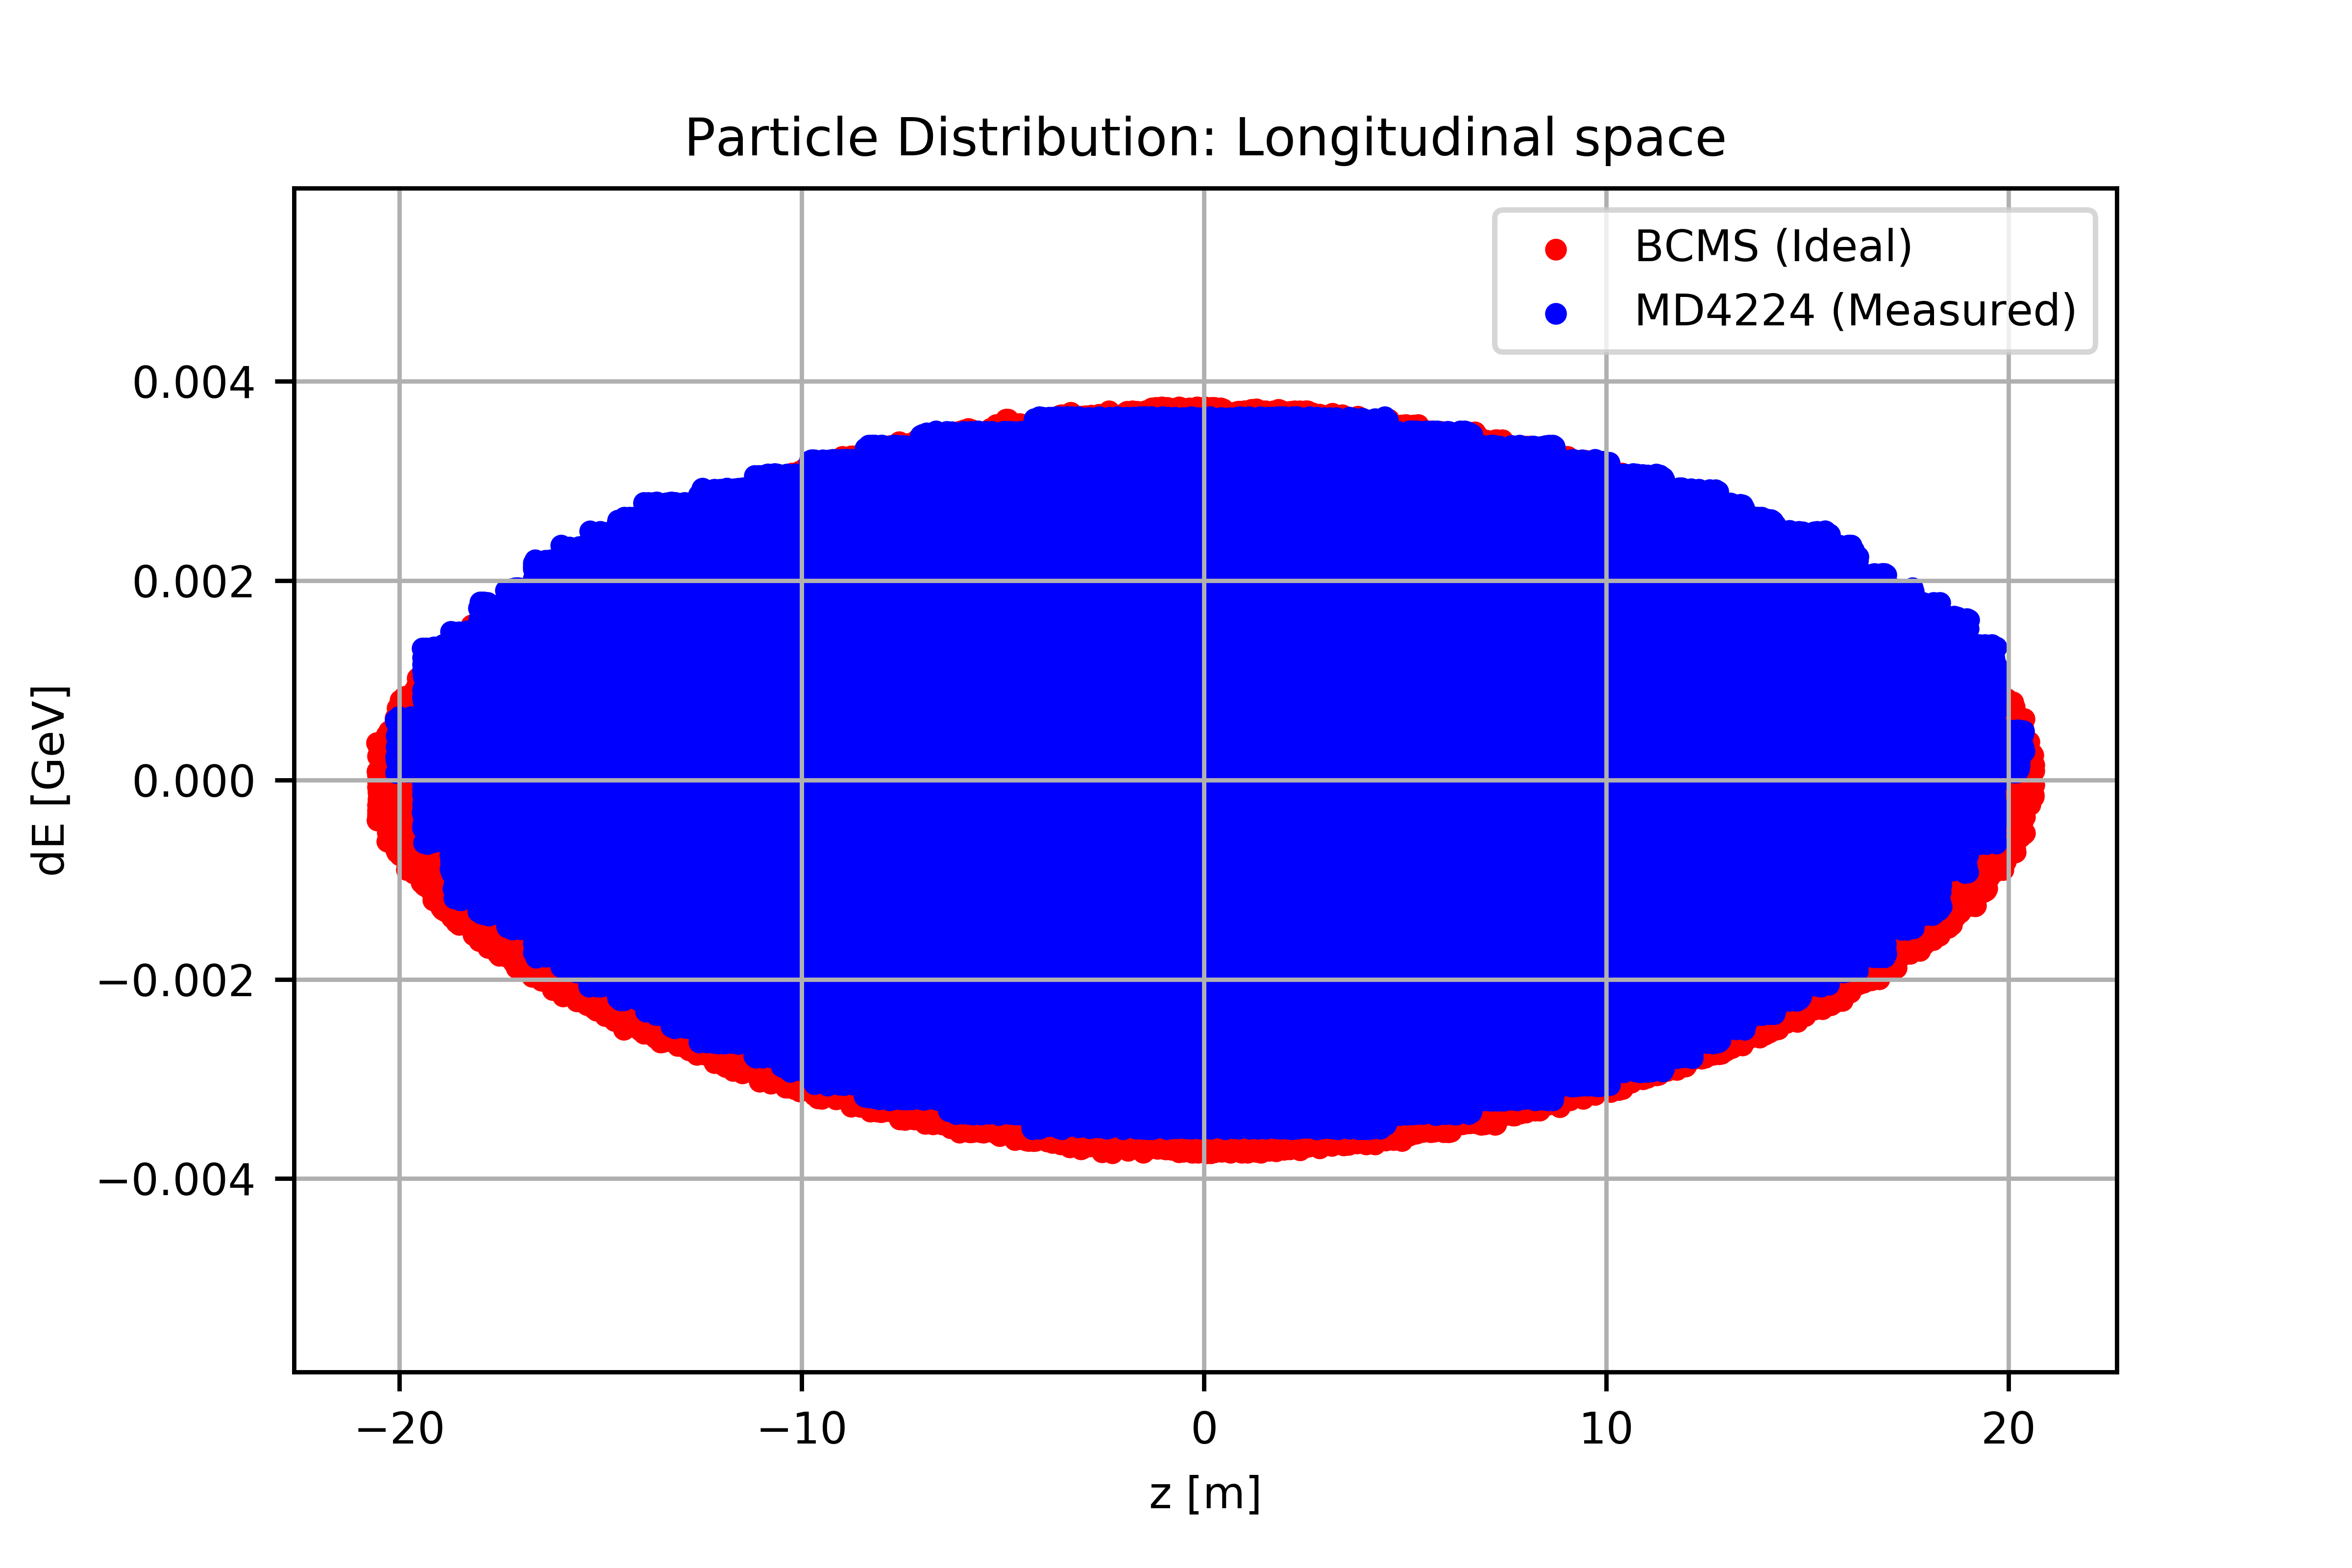 Particle Distribution: Longitudinal space
BCMS (Ideal)
MD4224 (Measured)
dE [GeV]
0.004
0.002
0.000
−0.002
−0.004
−20
−10
0
10
20
z [m]